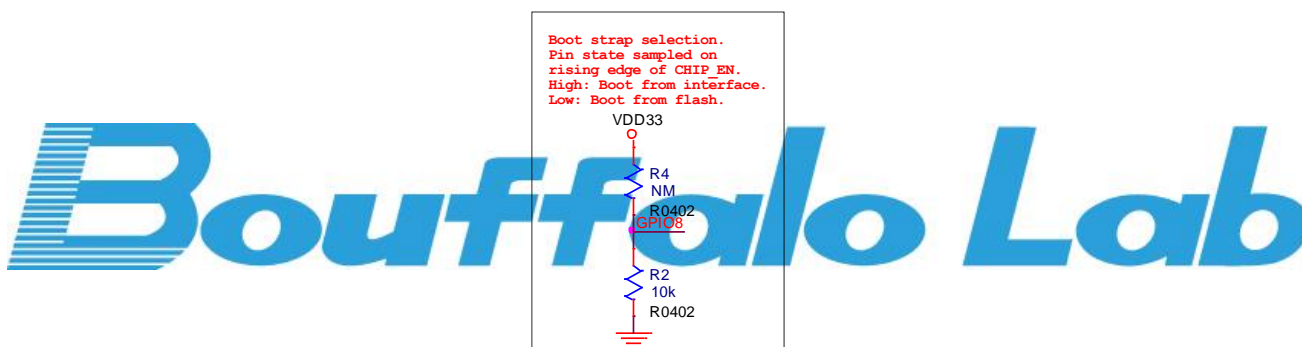 Boot strap selection.
Pin state sampled on
rising edge of CHIP_EN.
High: Boot from interface.
Low: Boot from flash.
VDD33
R4
NM
R0402
GPIO8
R2
10k
R0402
Bouffalo Lab